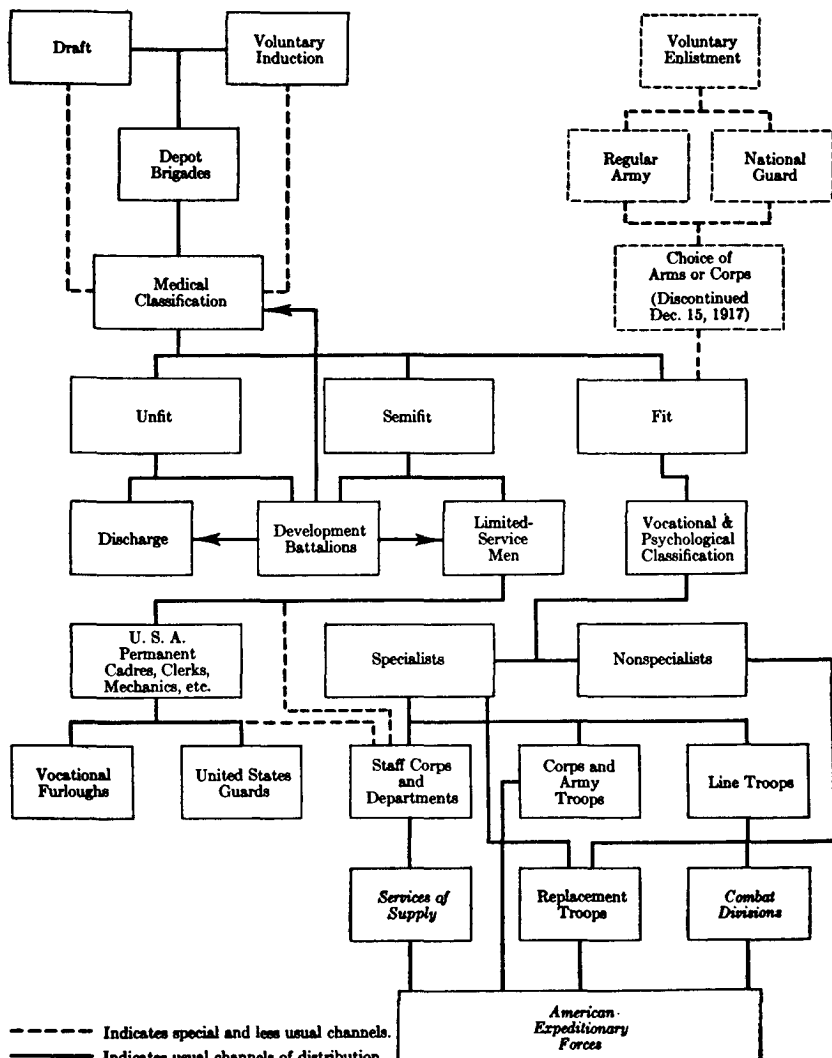 Draft
Voluntary
Induction
Voluntary
Enlistment
Depot
Brigades
Regular
Army
National
Guard
Medical
Classification
Choice of
Arms or Corps
(Discontinued
Dec. 15, 1917)
Unfit
Semifit
Fit
Discharge
Development
Battalions
Limited-
Service
Men
Vocational &
Psychological
Classification
U. S. A.
Permanent
Cadres, Clerks,
Mechanics, etc.
Specialists
Nonspecialists
Vocational
Furloughs
United States
Guards
Staff Corps
and
Departments
Corps and
Army
Troops
Line Troops
Services of
Supply
Replacement
Troops
Combat
Divisions
American
Expeditionary
Forces
Indicates special and less usual channels.
Indicates usual channels of distribution